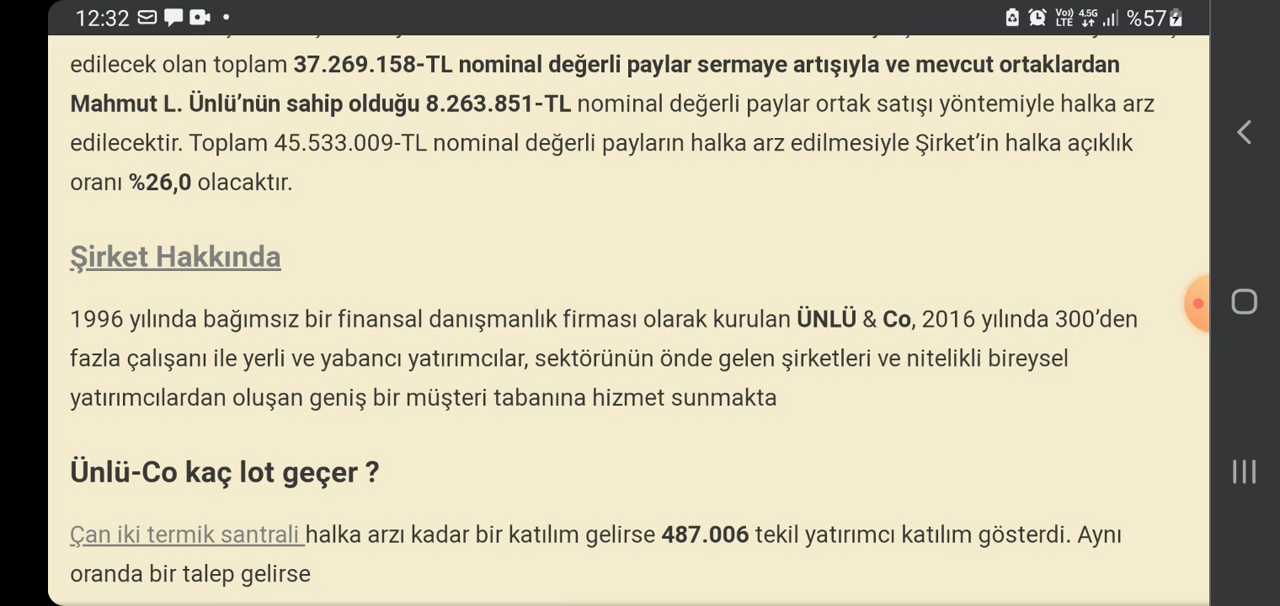 12:32
Vo)) LTE 4.5G %57
edilecek olan toplam 37.269.158-TL nominal değerli paylar sermaye artışıyla ve mevcut ortaklardan
Mahmut L. Ünlü’nün sahip olduğu 8.263.851-TL nominal değerli paylar ortak satışı yöntemiyle halka arz
edilecektir. Toplam 45.533.009-TL nominal değerli payların halka arz edilmesiyle Şirket’in halka açıklık
oranı %26,0 olacaktır.
Şirket Hakkında
1996 yılında bağımsız bir finansal danışmanlık firması olarak kurulan ÜNLÜ & Co, 2016 yılında 300’den
fazla çalışanı ile yerli ve yabancı yatırımcılar, sektörünün önde gelen şirketleri ve nitelikli bireysel
yatırımcılardan oluşan geniş bir müşteri tabanına hizmet sunmakta
Ünlü-Co kaç lot geçer ?
Çan iki termik santrali halka arzı kadar bir katılım gelirse 487.006 tekil yatırımcı katılım gösterdi. Aynı
oranda bir talep gelirse